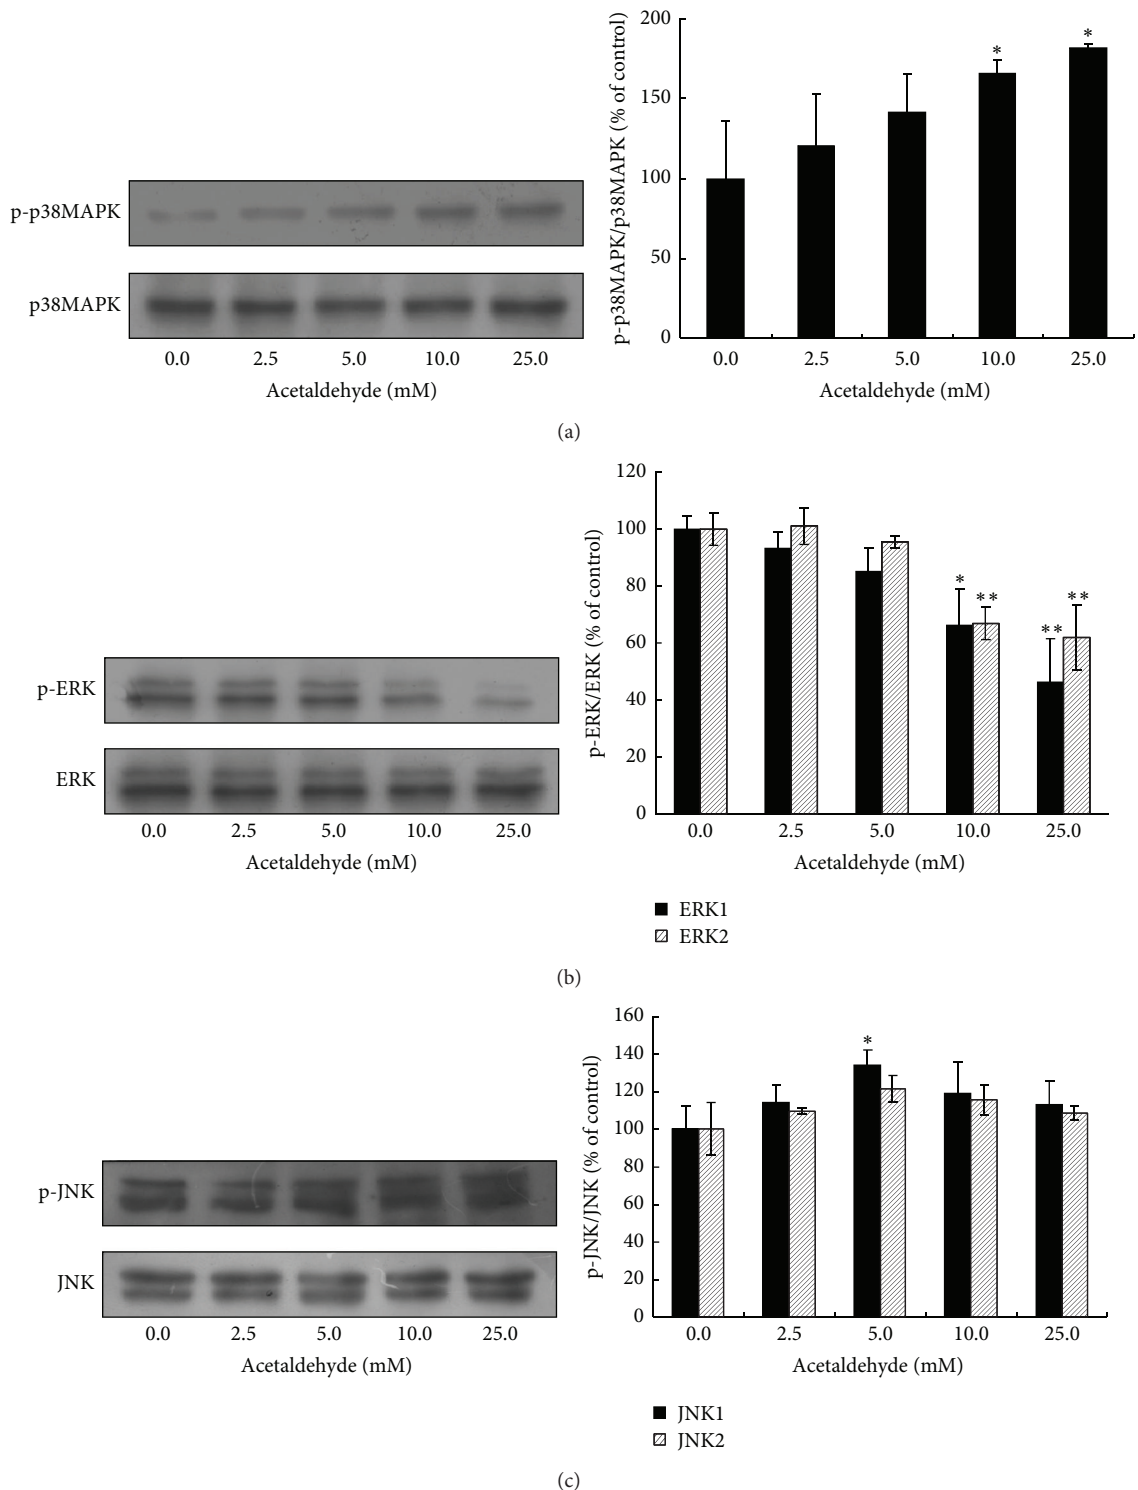 p-p38MAPK
p38MAPK
0.0 2.5 5.0 10.0 25.0
Acetaldehyde (mM)
p-p38MAPK/p38MAPK (% of control)
200
150
100
50
0
* *
0.0 2.5 5.0 10.0 25.0
Acetaldehyde (mM)
(a)
p-ERK
ERK
0.0 2.5 5.0 10.0 25.0
Acetaldehyde (mM)
p-ERK/ERK (% of control)
120
100
80
60
40
20
0
* ** ** **
0.0 2.5 5.0 10.0 25.0
Acetaldehyde (mM)
ERK1
ERK2
(b)
p-JNK
JNK
0.0 2.5 5.0 10.0 25.0
Acetaldehyde (mM)
p-JNK/JNK (% of control)
160
140
120
100
80
60
40
20
0
*
0.0 2.5 5.0 10.0 25.0
Acetaldehyde (mM)
JNK1
JNK2
(c)